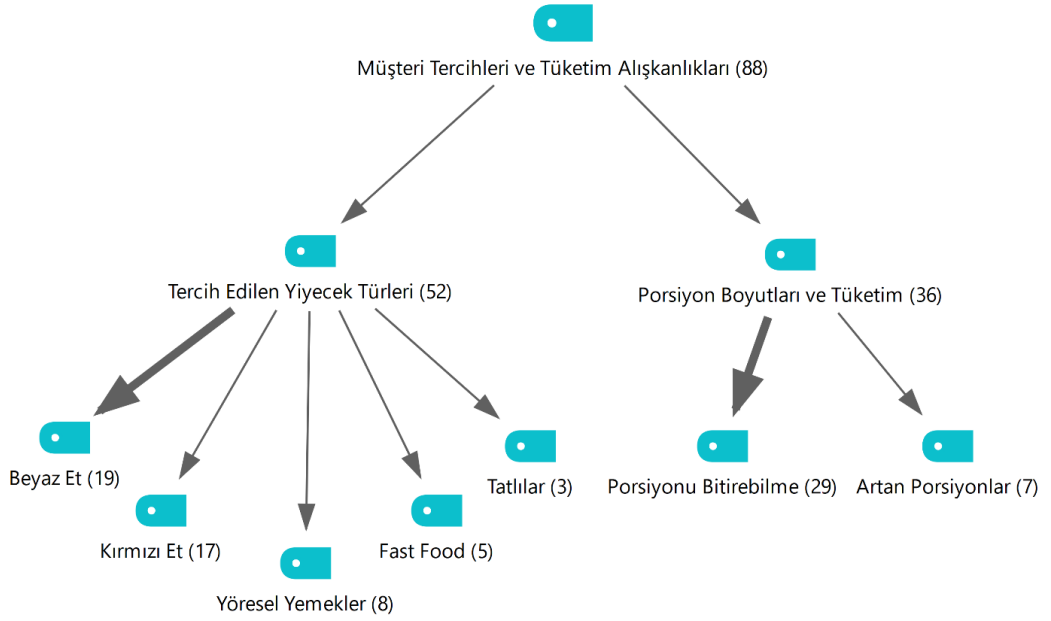 Müşteri Tercihleri ve Tüketim Alışkanlıkları (88)
Tercih Edilen Yiyecek Türleri (52)
Porsiyon Boyutları ve Tüketim (36)
Beyaz Et (19)
Kırmızı Et (17)
Yöresel Yemekler (8)
Fast Food (5)
Tatlılar (3)
Porsiyonu Bitirebilme (29)
Artan Porsiyonlar (7)